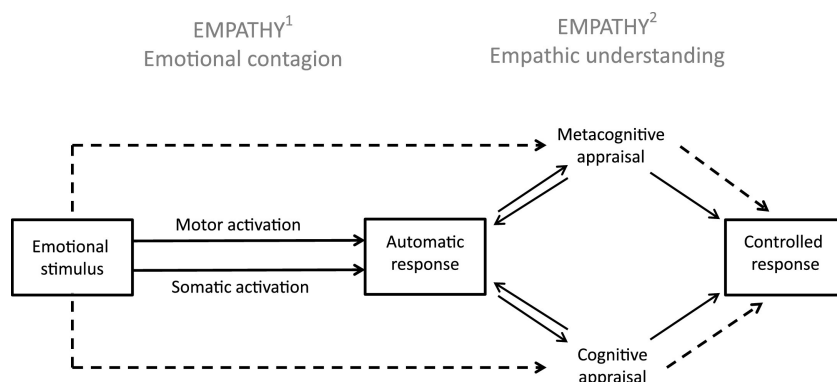 EMPATHY¹
Emotional contagion
EMPATHY²
Empathic understanding
Metacognitive
appraisal
Motor activation
Emotional
stimulus
Automatic
response
Controlled
response
Somatic activation
Cognitive
appraisal